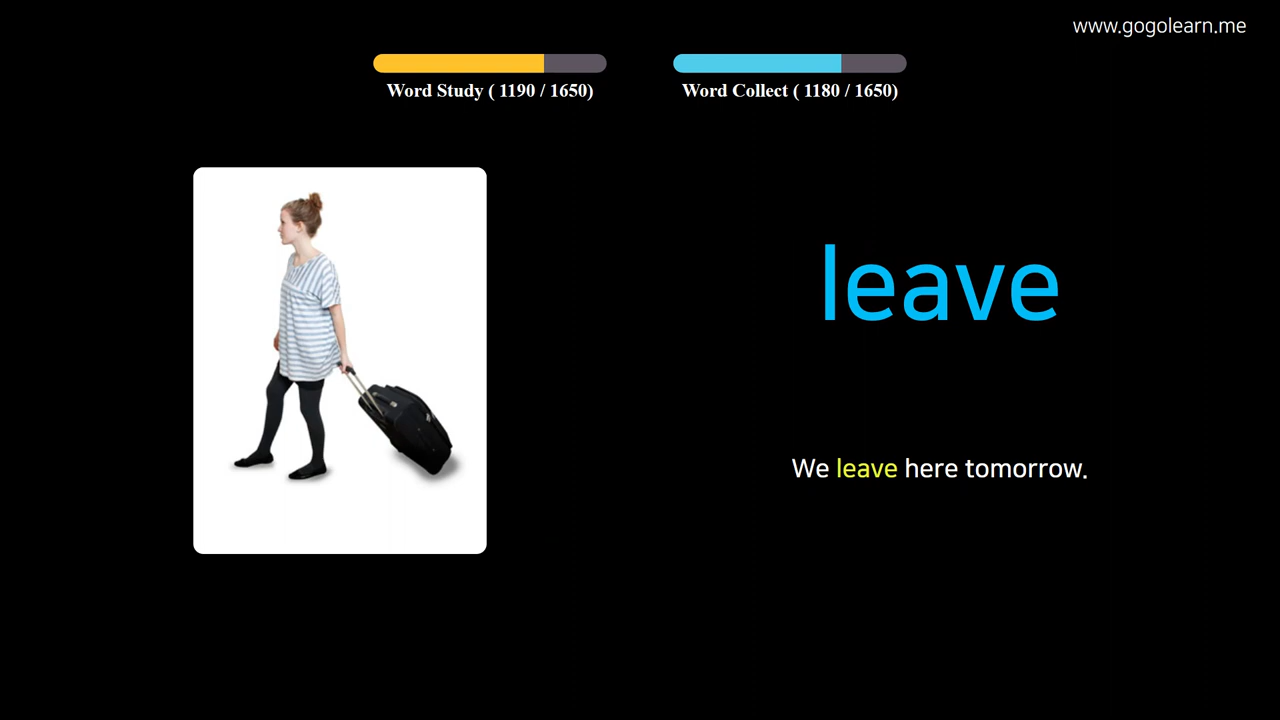 www.gogolearn.me
Word Study ( 1190 / 1650)
Word Collect ( 1180 / 1650)
leave
We leave here tomorrow.